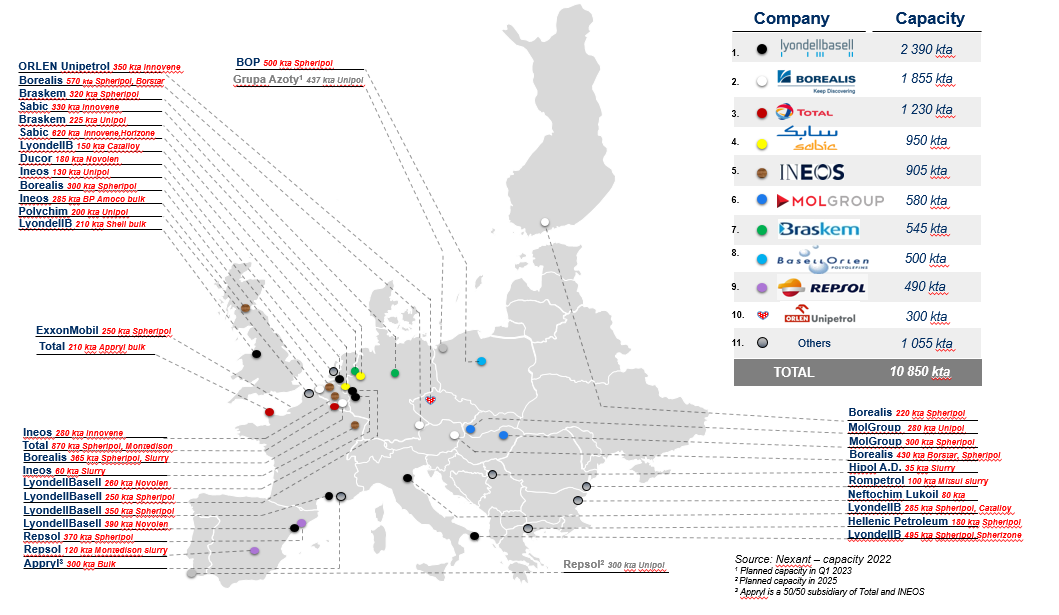 ORLEN Unipetrol 350 kta Innovene
Borealis 570 kta Spheripol, Borstar
Braskem 320 kta Spheripol
Sabic 330 kta Innovene
Braskem 225 kta Unipol
Sabic 620 kta Innovene,Horizone
LyondellB 150 kta Catalloy
Ducor 180 kta Novolen
Ineos 130 kta Unipol
Borealis 300 kta Spheripol
Ineos 285 kta BP Amoco bulk
Polychim 200 kta Unipol
LyondellB 210 kta Shell bulk
BOP 500 kta Spheripol
Grupa Azoty¹ 437 kta Unipol
ExxonMobil 250 kta Spheripol
Total 210 kta Appryl bulk
Ineos 280 kta Innovene
Total 870 kta Spheripol, Montedison
Borealis 365 kta Spheripol, Slurry
Ineos 60 kta Slurry
LyondellBasell 260 kta Novolen
LyondellBasell 250 kta Spheripol
LyondellBasell 350 kta Spheripol
LyondellBasell 390 kta Novolen
Repsol 370 kta Spheripol
Repsol 120 kta Montedison slurry
Appryl³ 300 kta Bulk
Repsol² 300 kta Unipol
Company Capacity
1. lyondellbasell 2 390 kta
2. BOREALIS Keep Discovering 1 855 kta
3. TOTAL 1 230 kta
4. سابك sabic 950 kta
5. INEOS 905 kta
6. MOLGROUP 580 kta
7. Braskem 545 kta
8. Basell Orlen POLYOLEFINS 500 kta
9. REPSOL 490 kta
10. ORLEN Unipetrol 300 kta
11. Others 1 055 kta
TOTAL 10 850 kta
Borealis 220 kta Spheripol
MolGroup 280 kta Unipol
MolGroup 300 kta Spheripol
Borealis 430 kta Borstar, Spheripol
Hipol A.D. 35 kta Slurry
Rompetrol 100 kta Mitsui slurry
Neftochim Lukoil 80 kta
LyondellB 285 kta Spheripol, Catalloy
Hellenic Petroleum 180 kta Spheripol
LyondellB 495 kta Spheripol,Spherizone
Source: Nexant – capacity 2022
¹ Planned capacity in Q1 2023
² Planned capacity in 2025
³ Appryl is a 50/50 subsidiary of Total and INEOS